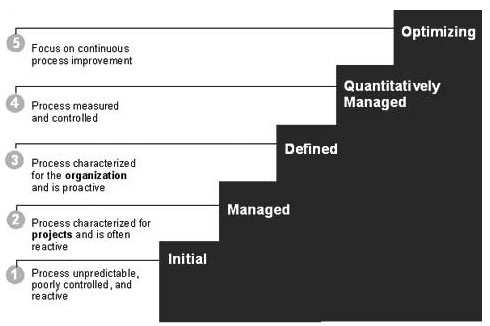 5
Optimizing
Focus on continuous
process improvement
4
Quantitatively
Managed
Process measured
and controlled
3
Defined
Process characterized
for the organization
and is proactive
2
Managed
Process characterized for
projects and is often
reactive
1
Initial
Process unpredictable,
poorly controlled, and
reactive